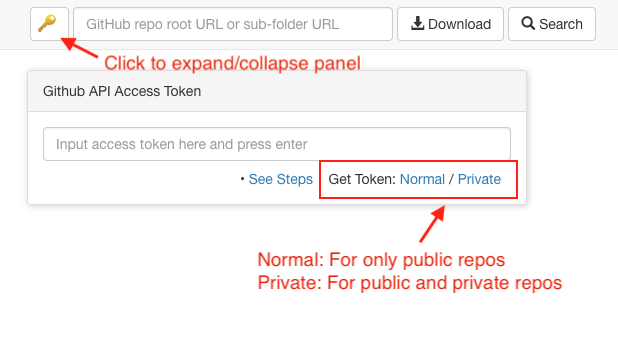 GitHub repo root URL or sub-folder URL Download Search
Click to expand/collapse panel
Github API Access Token
Input access token here and press enter
• See Steps Get Token: Normal / Private
Normal: For only public repos
Private: For public and private repos